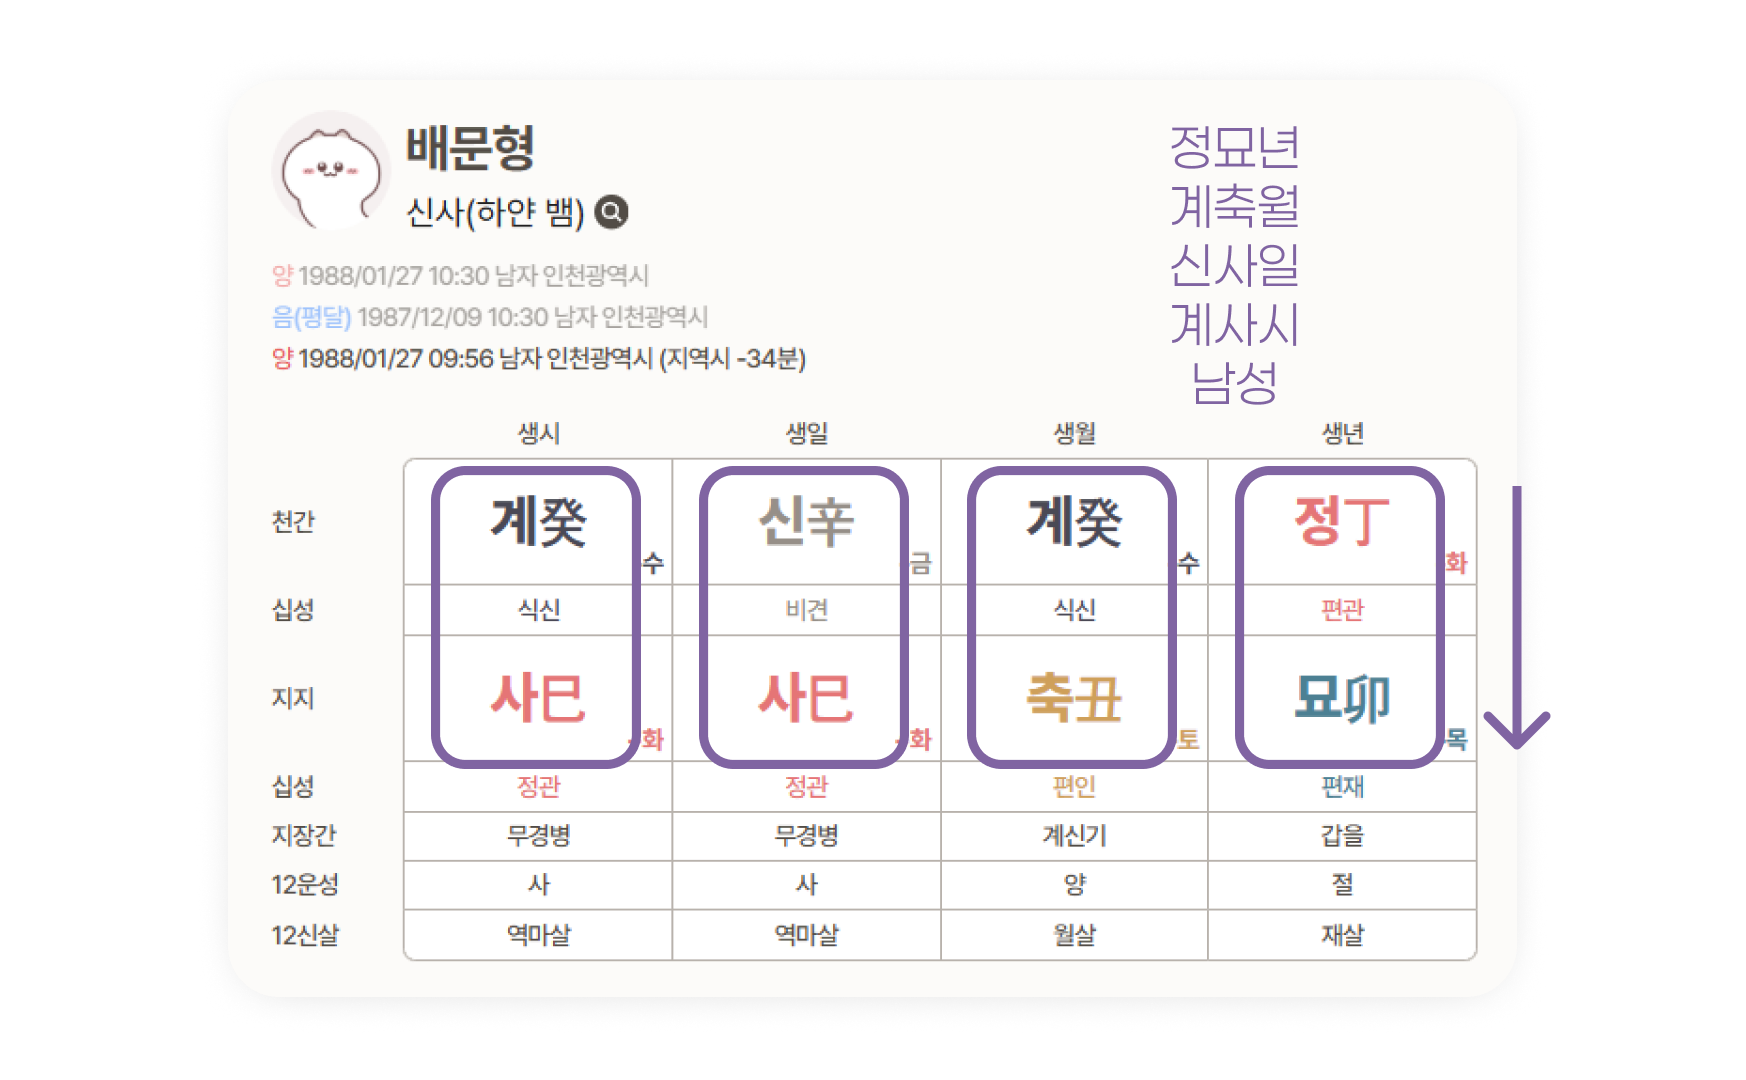 배문형
신사(하얀 뱀)
양 1988/01/27 10:30 남자 인천광역시
음(평달) 1987/12/09 10:30 남자 인천광역시
양 1988/01/27 09:56 남자 인천광역시 (지역시 -34분)
정묘년
계축월
신사일
계사시
남성
생시 생일 생월 생년
천간 계癸 수 신辛 금 계癸 수 정丁 화
십성 식신 비견 식신 편관
지지 사巳 화 사巳 화 축丑 토 묘卯 목
십성 정관 정관 편인 편재
지장간 무경병 무경병 계신기 갑을
12운성 사 사 양 절
12신살 역마살 역마살 월살 재살